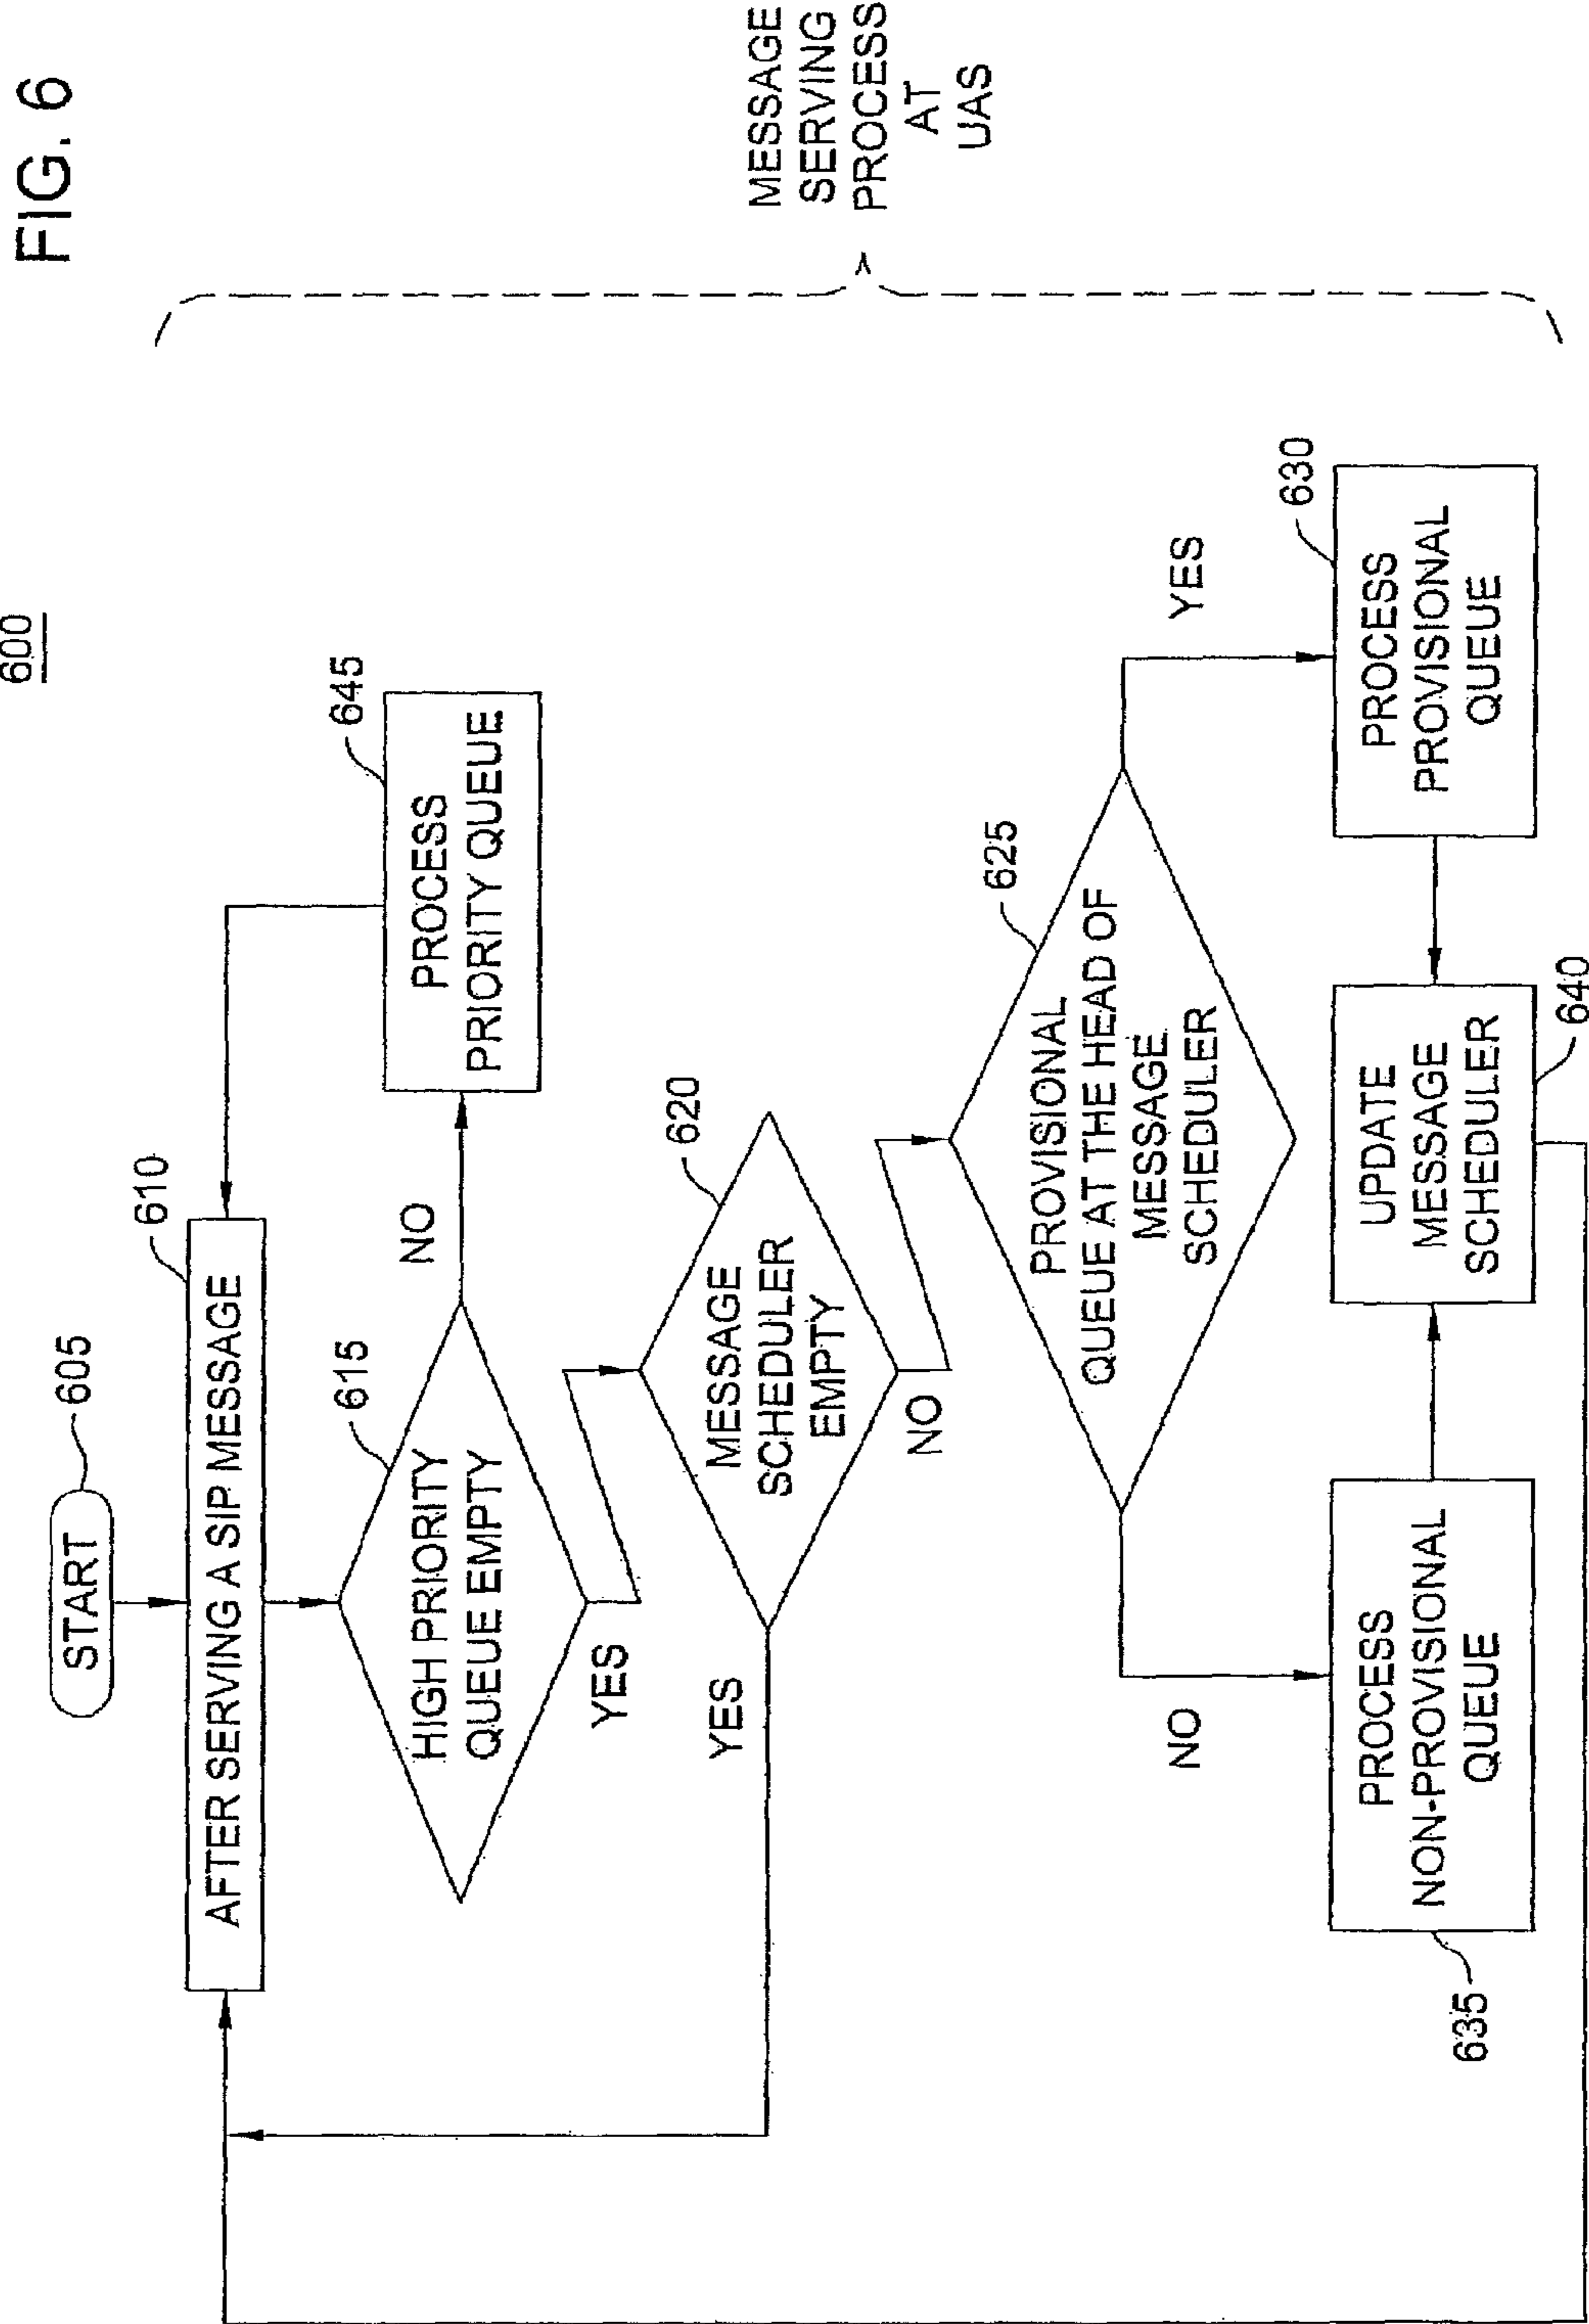 FIG. 6
600
START
605
610
AFTER SERVING A SIP MESSAGE
615
HIGH PRIORITY
QUEUE EMPTY
NO
645
PROCESS
PRIORITY QUEUE
YES
620
MESSAGE
SCHEDULER
EMPTY
YES
NO
625
PROVISIONAL
QUEUE AT THE HEAD OF
MESSAGE
SCHEDULER
NO
YES
635
PROCESS
NON-PROVISIONAL
QUEUE
UPDATE
MESSAGE
SCHEDULER
640
630
PROCESS
PROVISIONAL
QUEUE
MESSAGE
SERVING
PROCESS
AT
UAS